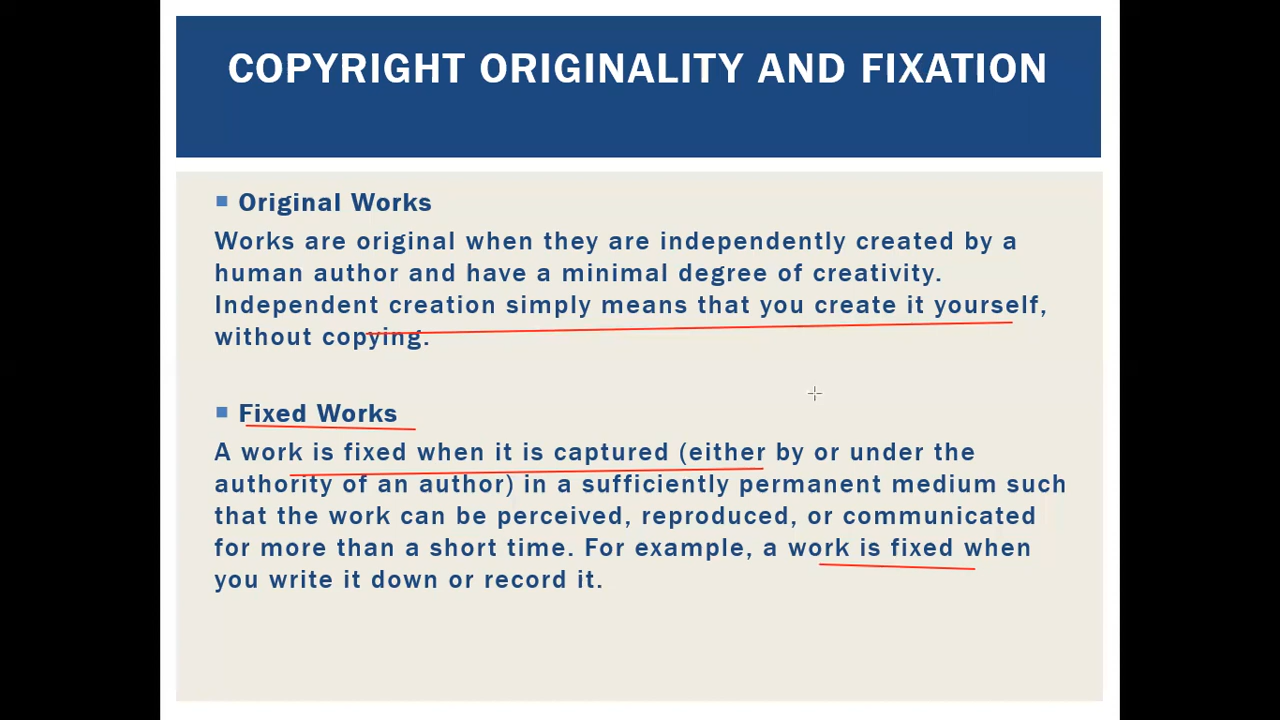 COPYRIGHT ORIGINALITY AND FIXATION
Original Works
Works are original when they are independently created by a
human author and have a minimal degree of creativity.
Independent creation simply means that you create it yourself,
without copying.
Fixed Works
A work is fixed when it is captured (either by or under the
authority of an author) in a sufficiently permanent medium such
that the work can be perceived, reproduced, or communicated
for more than a short time. For example, a work is fixed when
you write it down or record it.